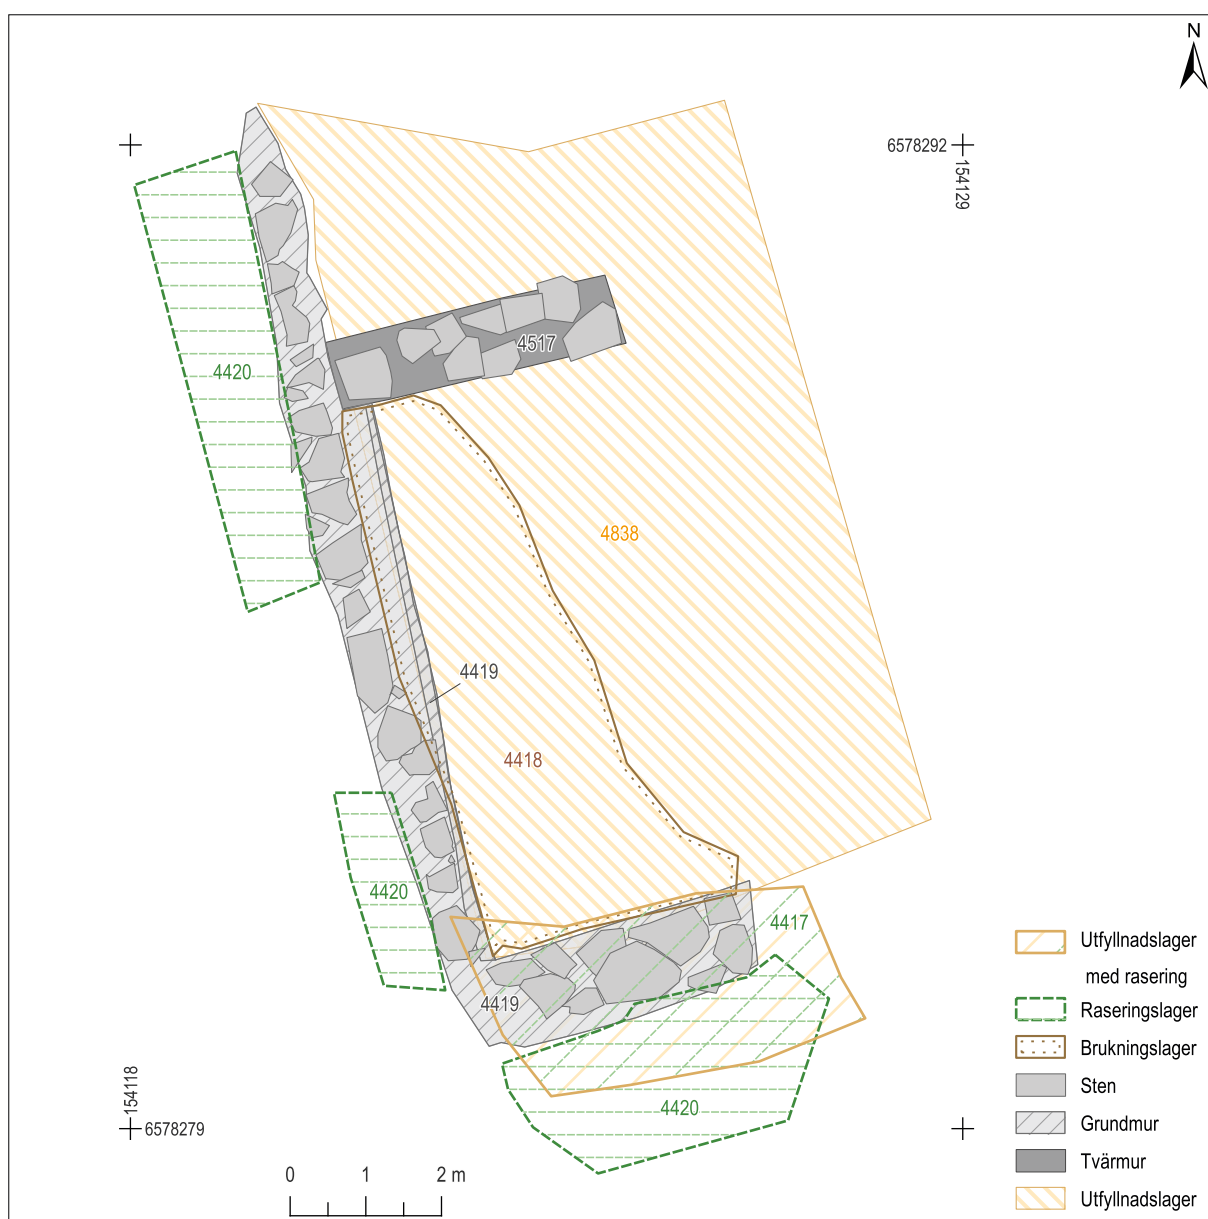 N
6578292
154129
4420
4517
4838
4419
4418
4420
4417
4419
4420
154118
6578279
0 1 2 m
Utfyllnadslager
med rasering
Raseringslager
Brukningslager
Sten
Grundmur
Tvärmur
Utfyllnadslager